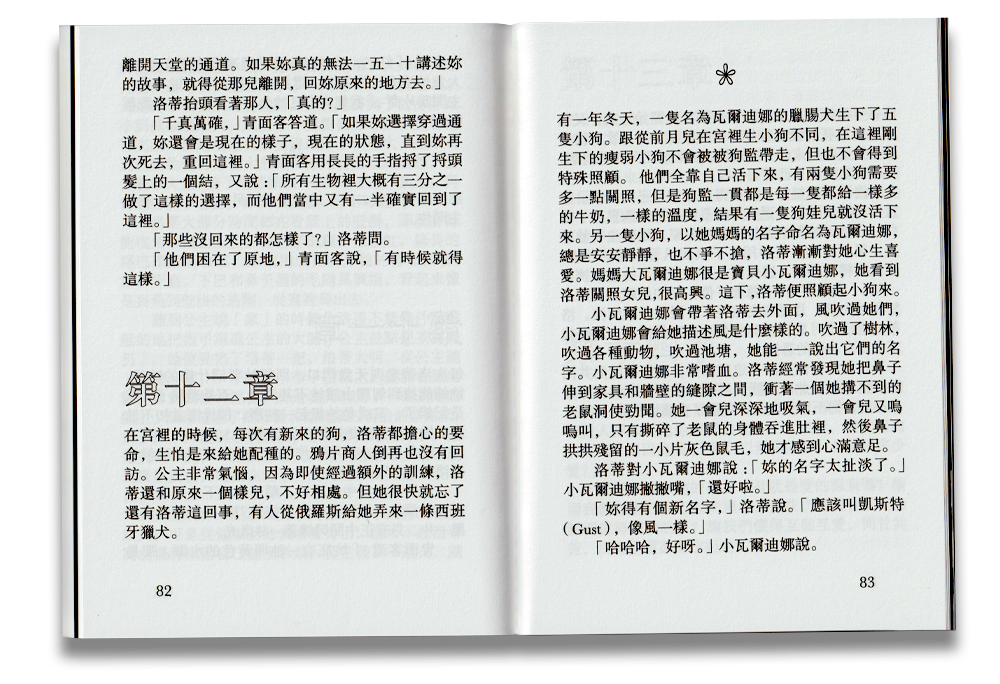 離開天堂的通道。如果妳真的無法一五一十講述妳
的故事，就得從那兒離開，回妳原來的地方去。」
洛蒂抬頭看著那人，「真的？」
「千真萬確，」青面客答道。「如果妳選擇穿過通
道，妳還會是現在的樣子，現在的狀態，直到妳再
次死去，重回這裡。」青面客用長長的手指捋了捋頭
髮上的一個結，又說：「所有生物裡大概有三分之一
做了這樣的選擇，而他們當中又有一半確實回到了
這裡。」
「那些沒回來的都怎樣了？」洛蒂問。
「他們困在了原地，」青面客說，「有時候就得
這樣。」
第十二章
在宮裡的時候，每次有新來的狗，洛蒂都擔心的要
命，生怕是來給她配種的。鴉片商人倒再也沒有回
訪。公主非常氣惱，因為即使經過額外的訓練，洛
蒂還和原來一個樣兒，不好相處。但她很快就忘了
還有洛蒂這回事，有人從俄羅斯給她弄來一條西班
牙獵犬。
82
有一年冬天，一隻名為瓦爾迪娜的臘腸犬生下了五
隻小狗。跟從前月兒在宮裡生小狗不同，在這裡剛
生下的瘦弱小狗不會被被狗監帶走，但也不會得到
特殊照顧。他們全靠自己活下來，有兩隻小狗需要
多一點關照，但是狗監一貫都是每一隻都給一樣多
的牛奶，一樣的溫度，結果有一隻狗娃兒就沒活下
來。另一隻小狗，以她媽媽的名字命名為瓦爾迪娜，
總是安安靜靜，也不爭不搶，洛蒂漸漸對她心生喜
愛。媽媽大瓦爾迪娜很是寶貝小瓦爾迪娜，她看到
洛蒂關照女兒，很高興。這下，洛蒂便照顧起小狗來。
小瓦爾迪娜會帶著洛蒂去外面，風吹過她們，
小瓦爾迪娜會給她描述風是什麼樣的。吹過了樹林，
吹過各種動物，吹過池塘，她能一一說出它們的名
字。小瓦爾迪娜非常嗜血。洛蒂經常發現她把鼻子
伸到家具和牆壁的縫隙之間，衝著一個她搆不到的
老鼠洞使勁聞。她一會兒深深地吸氣，一會兒又嗚
嗚叫，只有撕碎了老鼠的身體吞進肚裡，然後鼻子
拱拱殘留的一小片灰色鼠毛，她才感到心滿意足。
洛蒂對小瓦爾迪娜說：「妳的名字太扯淡了。」
小瓦爾迪娜撇撇嘴，「還好啦。」
「妳得有個新名字，」洛蒂說。「應該叫凱斯特
（Gust），像風一樣。」
「哈哈哈，好呀。」小瓦爾迪娜說。
83